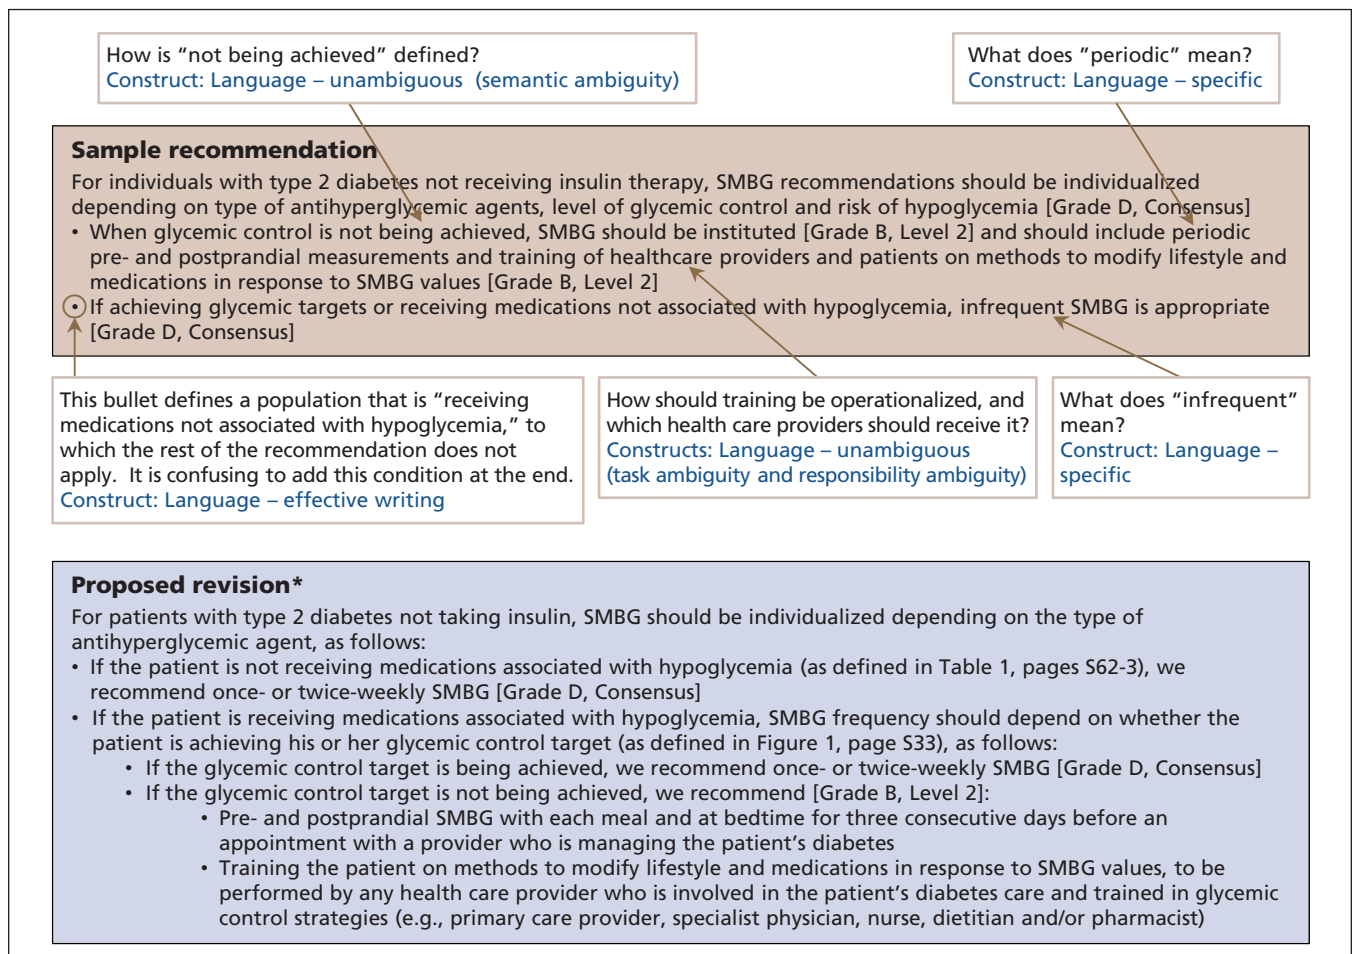 How is “not being achieved” defined?
Construct: Language – unambiguous (semantic ambiguity)
What does “periodic” mean?
Construct: Language – specific
Sample recommendation
For individuals with type 2 diabetes not receiving insulin therapy, SMBG recommendations should be individualized
depending on type of antihyperglycemic agents, level of glycemic control and risk of hypoglycemia [Grade D, Consensus]
• When glycemic control is not being achieved, SMBG should be instituted [Grade B, Level 2] and should include periodic
pre- and postprandial measurements and training of healthcare providers and patients on methods to modify lifestyle and
medications in response to SMBG values [Grade B, Level 2]
• If achieving glycemic targets or receiving medications not associated with hypoglycemia, infrequent SMBG is appropriate
[Grade D, Consensus]
This bullet defines a population that is “receiving
medications not associated with hypoglycemia,” to
which the rest of the recommendation does not
apply. It is confusing to add this condition at the end.
Construct: Language – effective writing
How should training be operationalized, and
which health care providers should receive it?
Constructs: Language – unambiguous
(task ambiguity and responsibility ambiguity)
What does “infrequent”
mean?
Construct: Language –
specific
Proposed revision*
For patients with type 2 diabetes not taking insulin, SMBG should be individualized depending on the type of
antihyperglycemic agent, as follows:
• If the patient is not receiving medications associated with hypoglycemia (as defined in Table 1, pages S62-3), we
recommend once- or twice-weekly SMBG [Grade D, Consensus]
• If the patient is receiving medications associated with hypoglycemia, SMBG frequency should depend on whether the
patient is achieving his or her glycemic control target (as defined in Figure 1, page S33), as follows:
• If the glycemic control target is being achieved, we recommend once- or twice-weekly SMBG [Grade D, Consensus]
• If the glycemic control target is not being achieved, we recommend [Grade B, Level 2]:
• Pre- and postprandial SMBG with each meal and at bedtime for three consecutive days before an
appointment with a provider who is managing the patient’s diabetes
• Training the patient on methods to modify lifestyle and medications in response to SMBG values, to be
performed by any health care provider who is involved in the patient’s diabetes care and trained in glycemic
control strategies (e.g., primary care provider, specialist physician, nurse, dietitian and/or pharmacist)